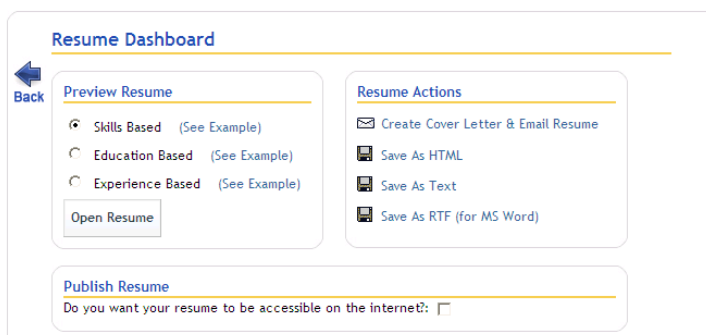 Resume Dashboard
Back
Preview Resume
Skills Based (See Example)
Education Based (See Example)
Experience Based (See Example)
Open Resume
Resume Actions
Create Cover Letter & Email Resume
Save As HTML
Save As Text
Save As RTF (for MS Word)
Publish Resume
Do you want your resume to be accessible on the internet?: